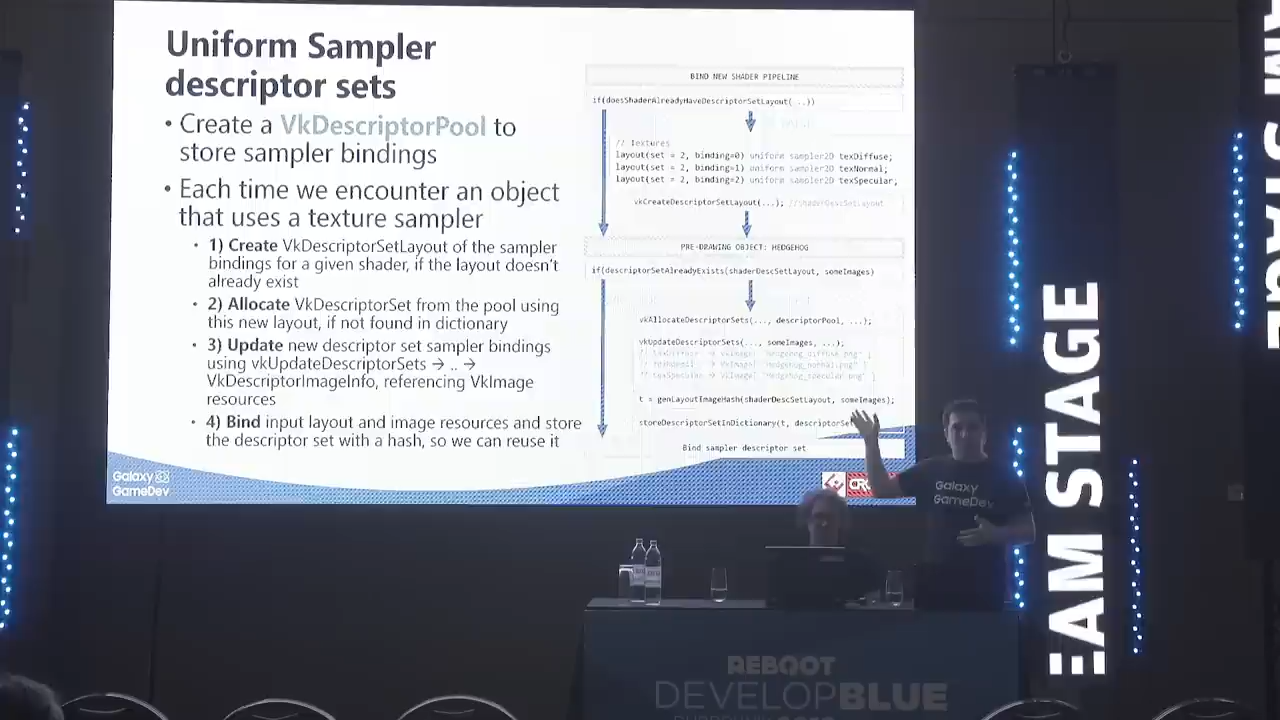 Uniform Sampler
descriptor sets
• Create a VkDescriptorPool to
store sampler bindings
• Each time we encounter an object
that uses a texture sampler
• 1) Create VkDescriptorSetLayout of the sampler
bindings for a given shader, if the layout doesn't
already exist
• 2) Allocate VkDescriptorSet from the pool using
this new layout, if not found in dictionary
• 3) Update new descriptor set sampler bindings
using vkUpdateDescriptorSets → .. →
VkDescriptorImageInfo, referencing VkImage
resources
• 4) Bind input layout and image resources and store
the descriptor set with a hash, so we can reuse it
BIND NEW SHADER PIPELINE
if(doesShaderAlreadyHaveDescriptorSetLayout(...))
// Textures
layout(set = 2, binding=0) uniform sampler2D texDiffuse;
layout(set = 2, binding=1) uniform sampler2D texNormal;
layout(set = 2, binding=2) uniform sampler2D texSpecular;
vkCreateDescriptorSetLayout(...); //shaderDescSetLayout
PRE-DRAWING OBJECT: HEDGEHOG
if(descriptorSetAlreadyExists(shaderDescSetLayout, someImages)
vkAllocateDescriptorSets(..., descriptorPool, ...);
vkUpdateDescriptorSets(..., someImages, ...);
t = genLayoutImageHash(shaderDescSetLayout, someImages);
storeDescriptorSetInDictionary(t, descriptorSet
Bind sampler descriptor set
Galaxy
GameDev
CRO
Galaxy
GameDev
EAM STAGE
REBOOT
DEVELOPBLUE